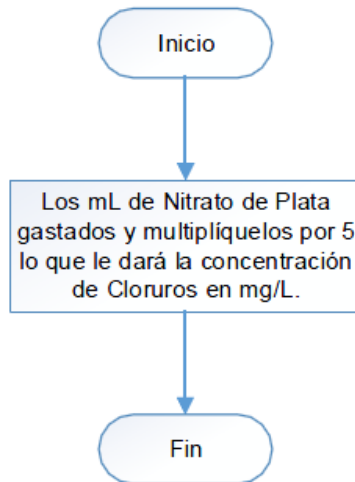 Inicio
Los mL de Nitrato de Plata
gastados y multiplíquelos por 5
lo que le dará la concentración
de Cloruros en mg/L.
Fin